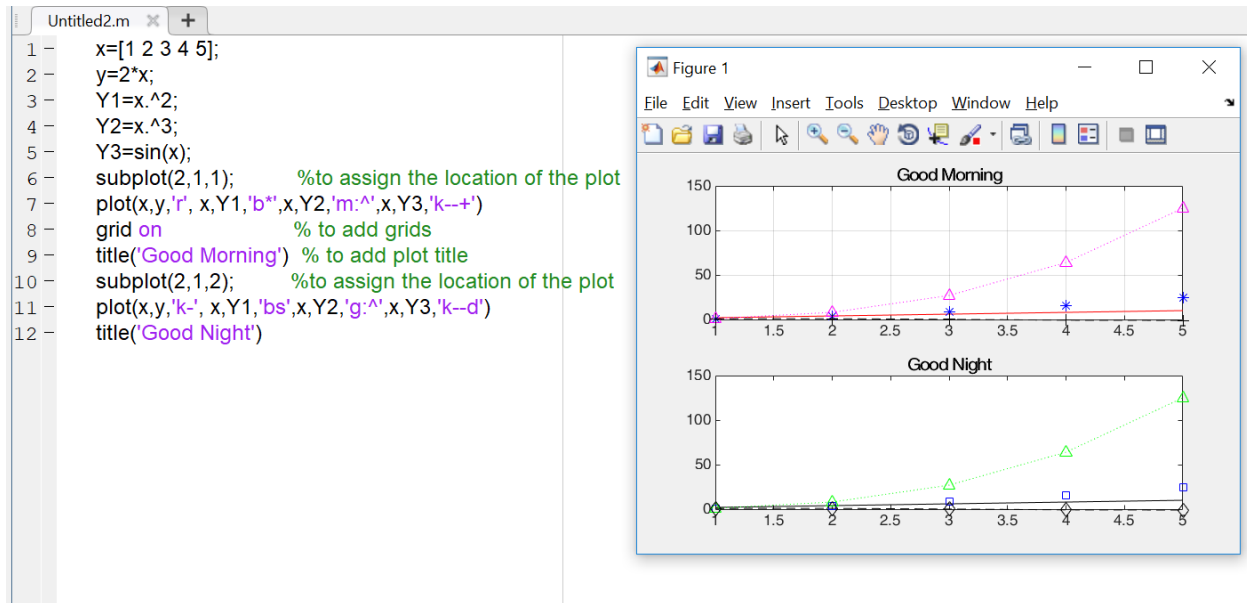 Untitled2.m
1 x=[1 2 3 4 5];
2 y=2*x;
3 Y1=x.^2;
4 Y2=x.^3;
5 Y3=sin(x);
6 subplot(2,1,1); %to assign the location of the plot
7 plot(x,y,'r', x,Y1,'b*',x,Y2,'m:^',x,Y3,'k--+')
8 grid on % to add grids
9 title('Good Morning') % to add plot title
10 subplot(2,1,2); %to assign the location of the plot
11 plot(x,y,'k-', x,Y1,'bs',x,Y2,'g:^',x,Y3,'k--d')
12 title('Good Night')
Figure 1
File Edit View Insert Tools Desktop Window Help
Good Morning
150
100
50
0
1 1.5 2 2.5 3 3.5 4 4.5 5
Good Night
150
100
50
0
1 1.5 2 2.5 3 3.5 4 4.5 5